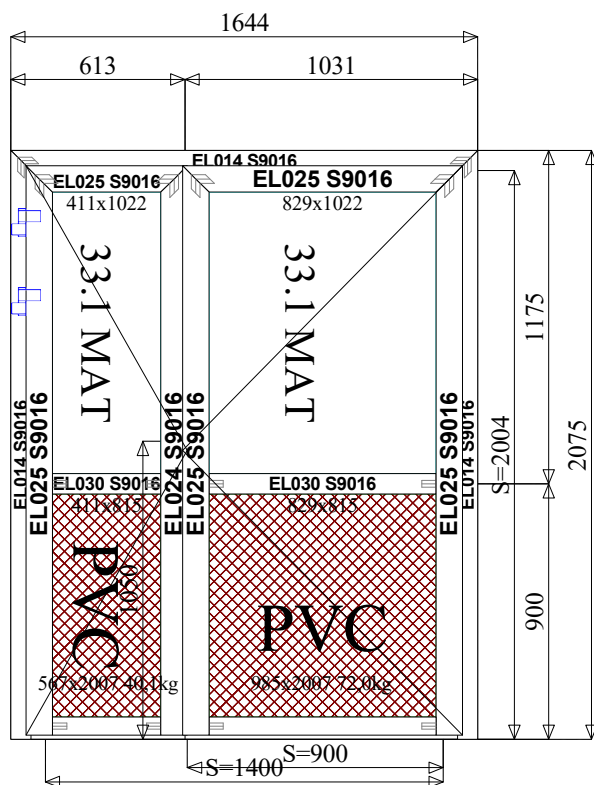 1644
613
1031
EL014 S9016
EL025 S9016
EL025 S9016
411x1022
829x1022
33.1 MAT
33.1 MAT
1175
S=2004
2075
EL014 S9016
EL025 S9016
EL024 S9016
EL025 S9016
EL025 S9016
EL014 S9016
EL030 S9016
EL030 S9016
411x815
829x815
PVC
1050
PVC
900
567x2007 40.1kg
985x2007 72.0kg
S=900
S=1400